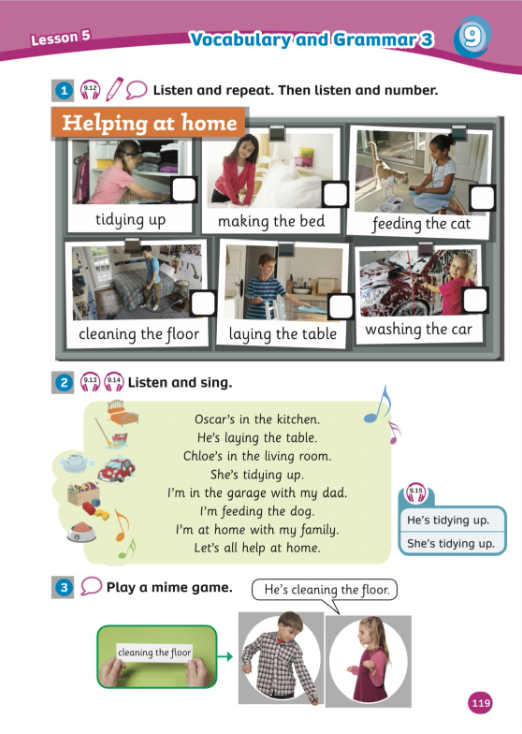 Lesson 5
Vocabulary and Grammar 3
9
1 9.12 Listen and repeat. Then listen and number.
Helping at home
tidying up
making the bed
feeding the cat
cleaning the floor
laying the table
washing the car
2 9.13 9.14 Listen and sing.
Oscar's in the kitchen.
He's laying the table.
Chloe's in the living room.
She's tidying up.
I'm in the garage with my dad.
I'm feeding the dog.
I'm at home with my family.
Let's all help at home.
9.15
He's tidying up.
She's tidying up.
3 Play a mime game.
He's cleaning the floor.
cleaning the floor
119